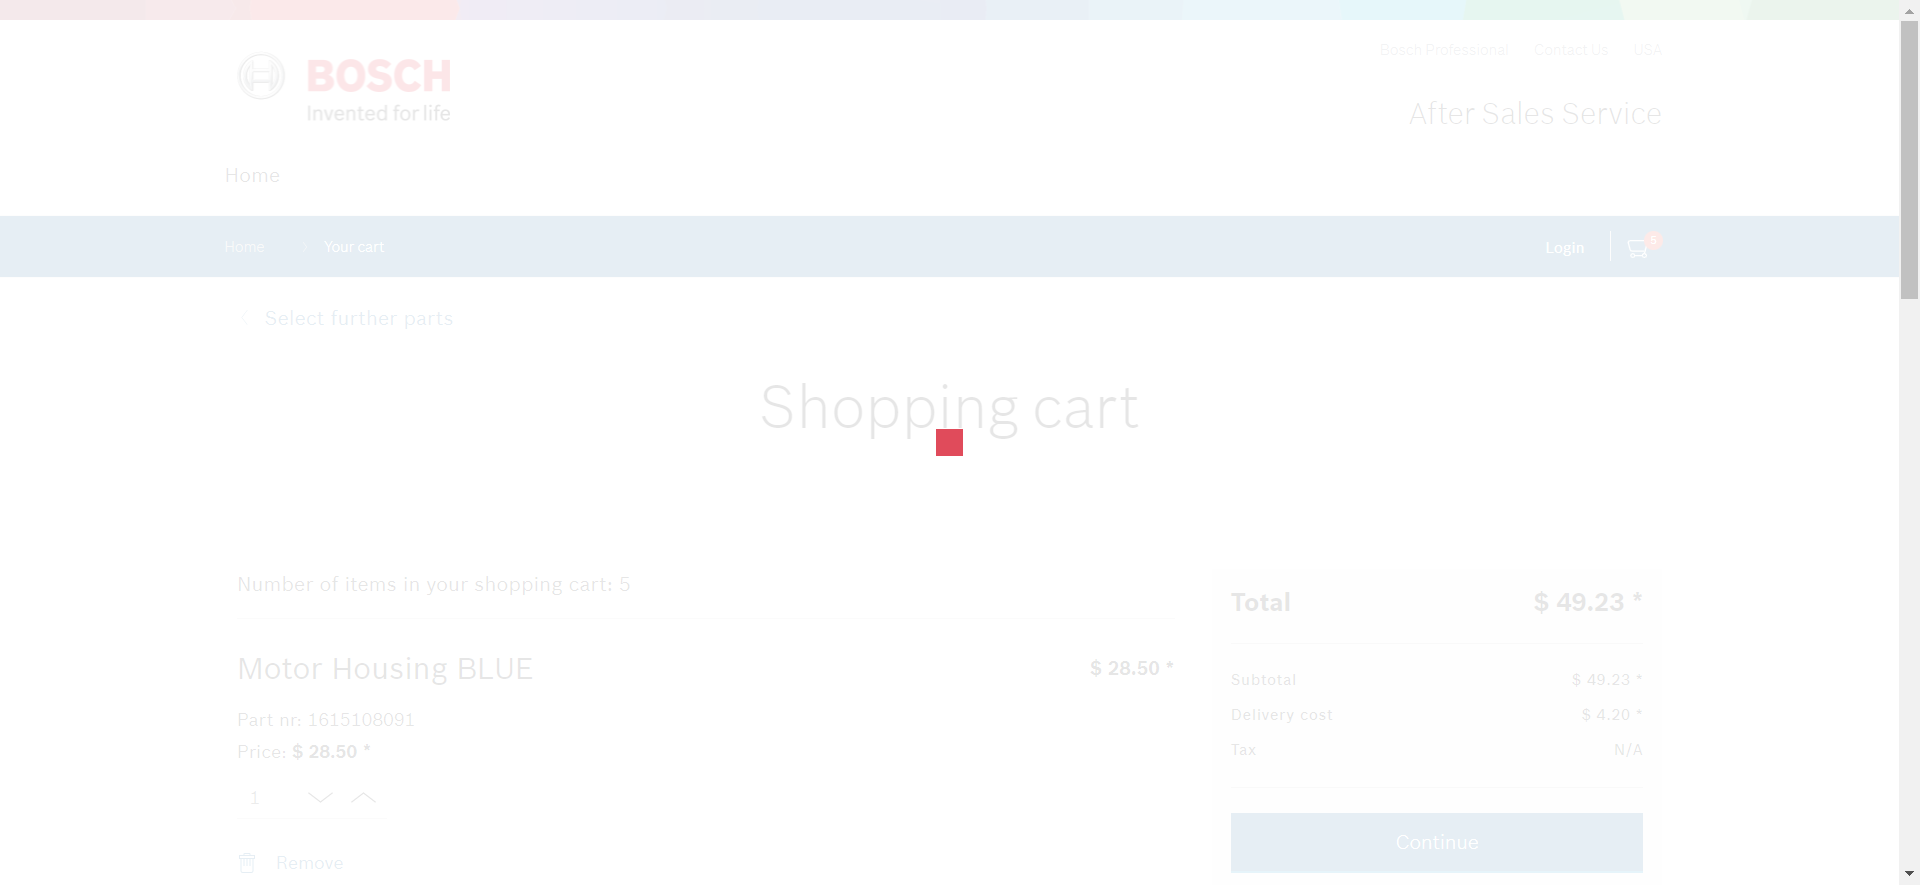 Bosch Professional Contact Us USA
BOSCH
Invented for life
After Sales Service
Home
Home > Your cart
Login 5
Select further parts
Shopping cart
Number of items in your shopping cart: 5
Motor Housing BLUE $ 28.50 *
Part nr: 1615108091
Price: $ 28.50 *
1
Remove
Total $ 49.23 *
Subtotal $ 49.23 *
Delivery cost $ 4.20 *
Tax N/A
Continue